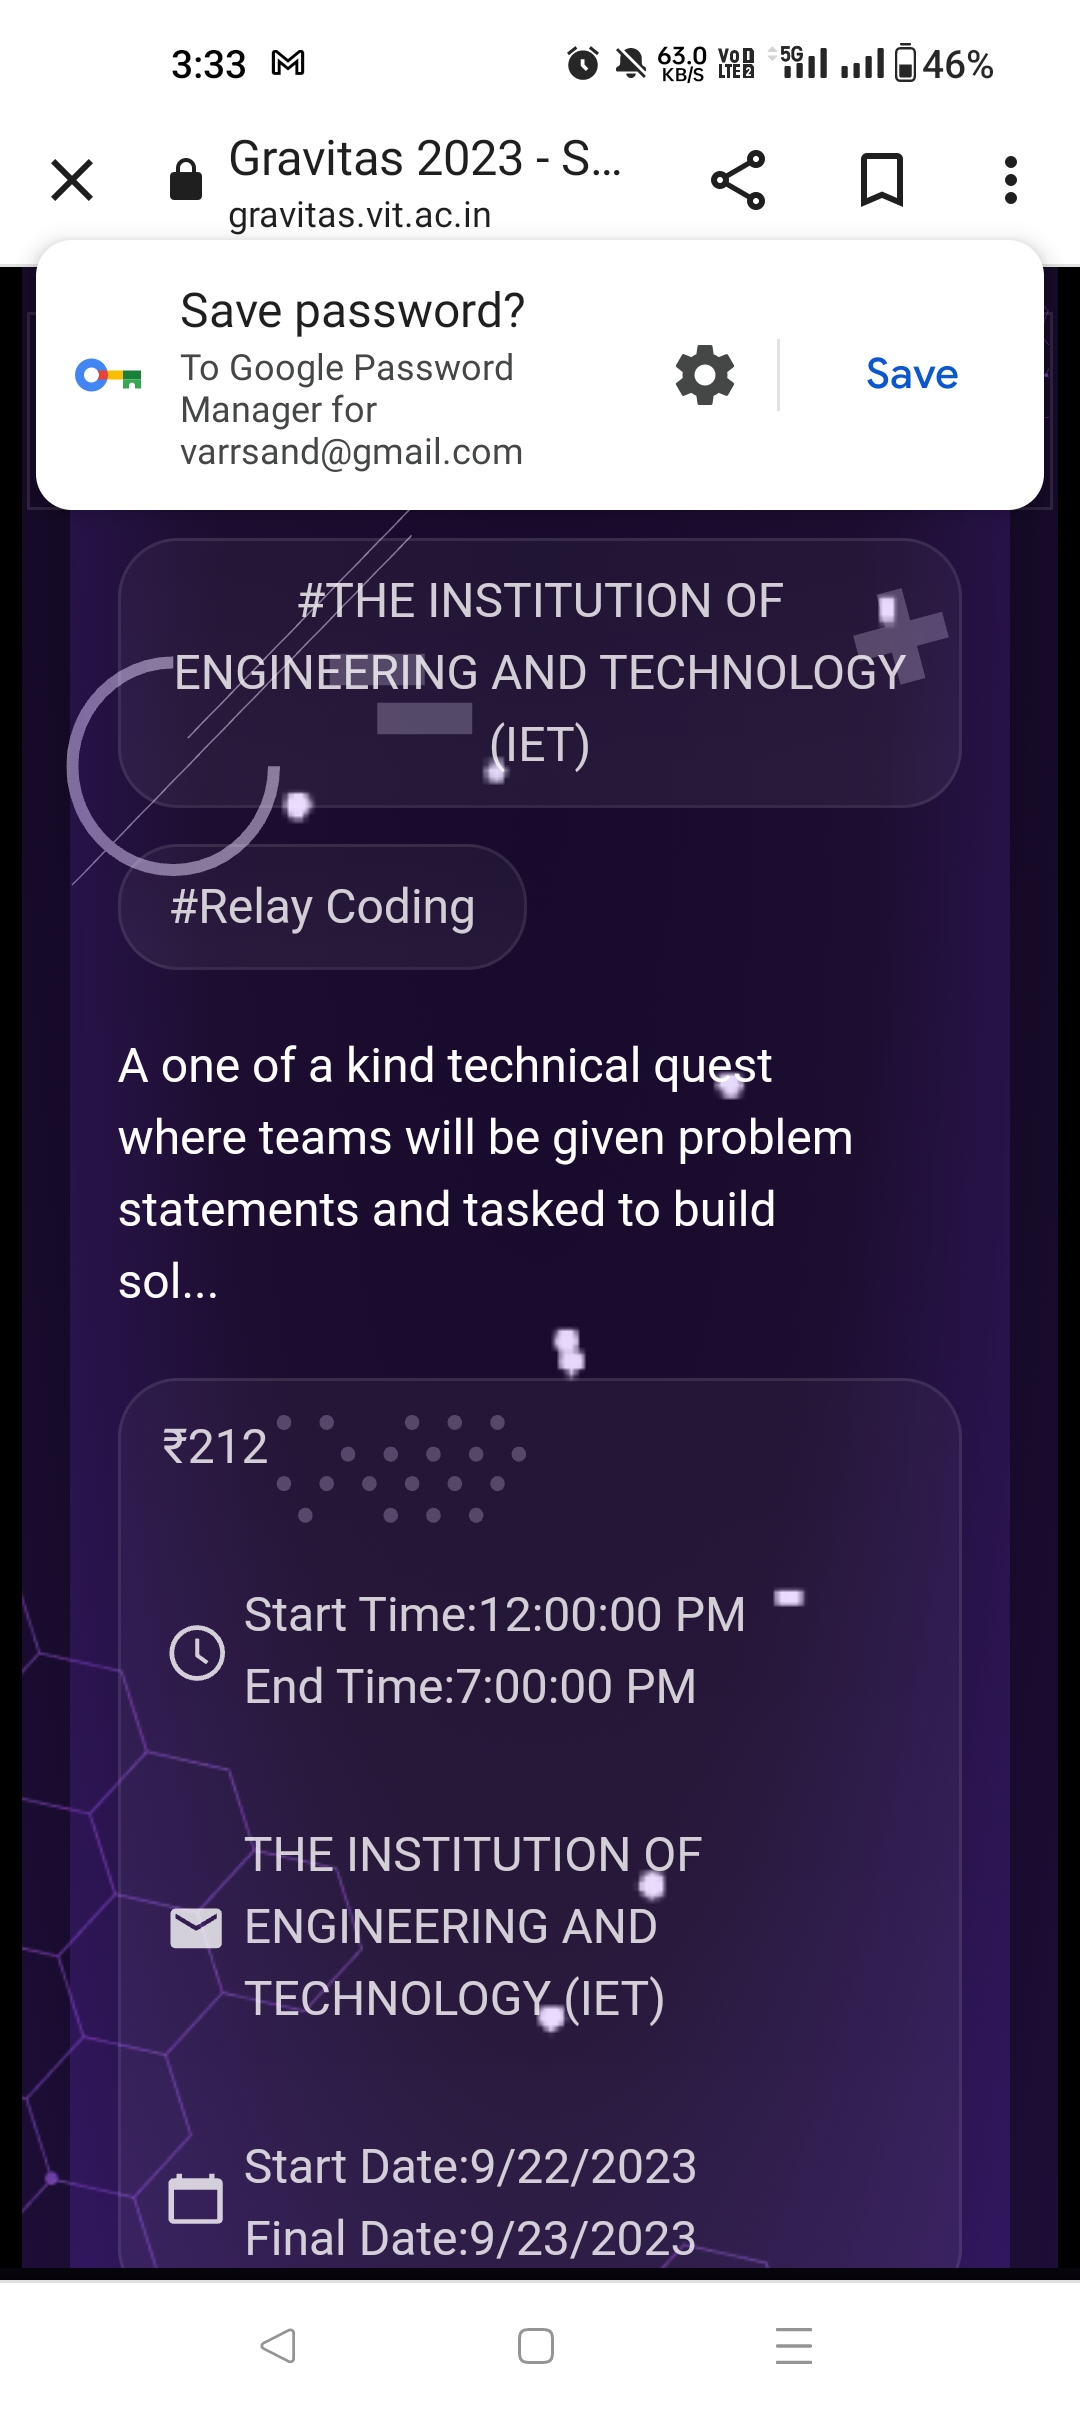 3:33 63.0 KB/S VoLTE 1 2 5G 46%
Gravitas 2023 - S...
gravitas.vit.ac.in
Save password?
To Google Password
Manager for
varrsand@gmail.com
Save
#THE INSTITUTION OF
ENGINEERING AND TECHNOLOGY
(IET)
#Relay Coding
A one of a kind technical quest
where teams will be given problem
statements and tasked to build
sol...
₹212
Start Time:12:00:00 PM
End Time:7:00:00 PM
THE INSTITUTION OF
ENGINEERING AND
TECHNOLOGY (IET)
Start Date:9/22/2023
Final Date:9/23/2023